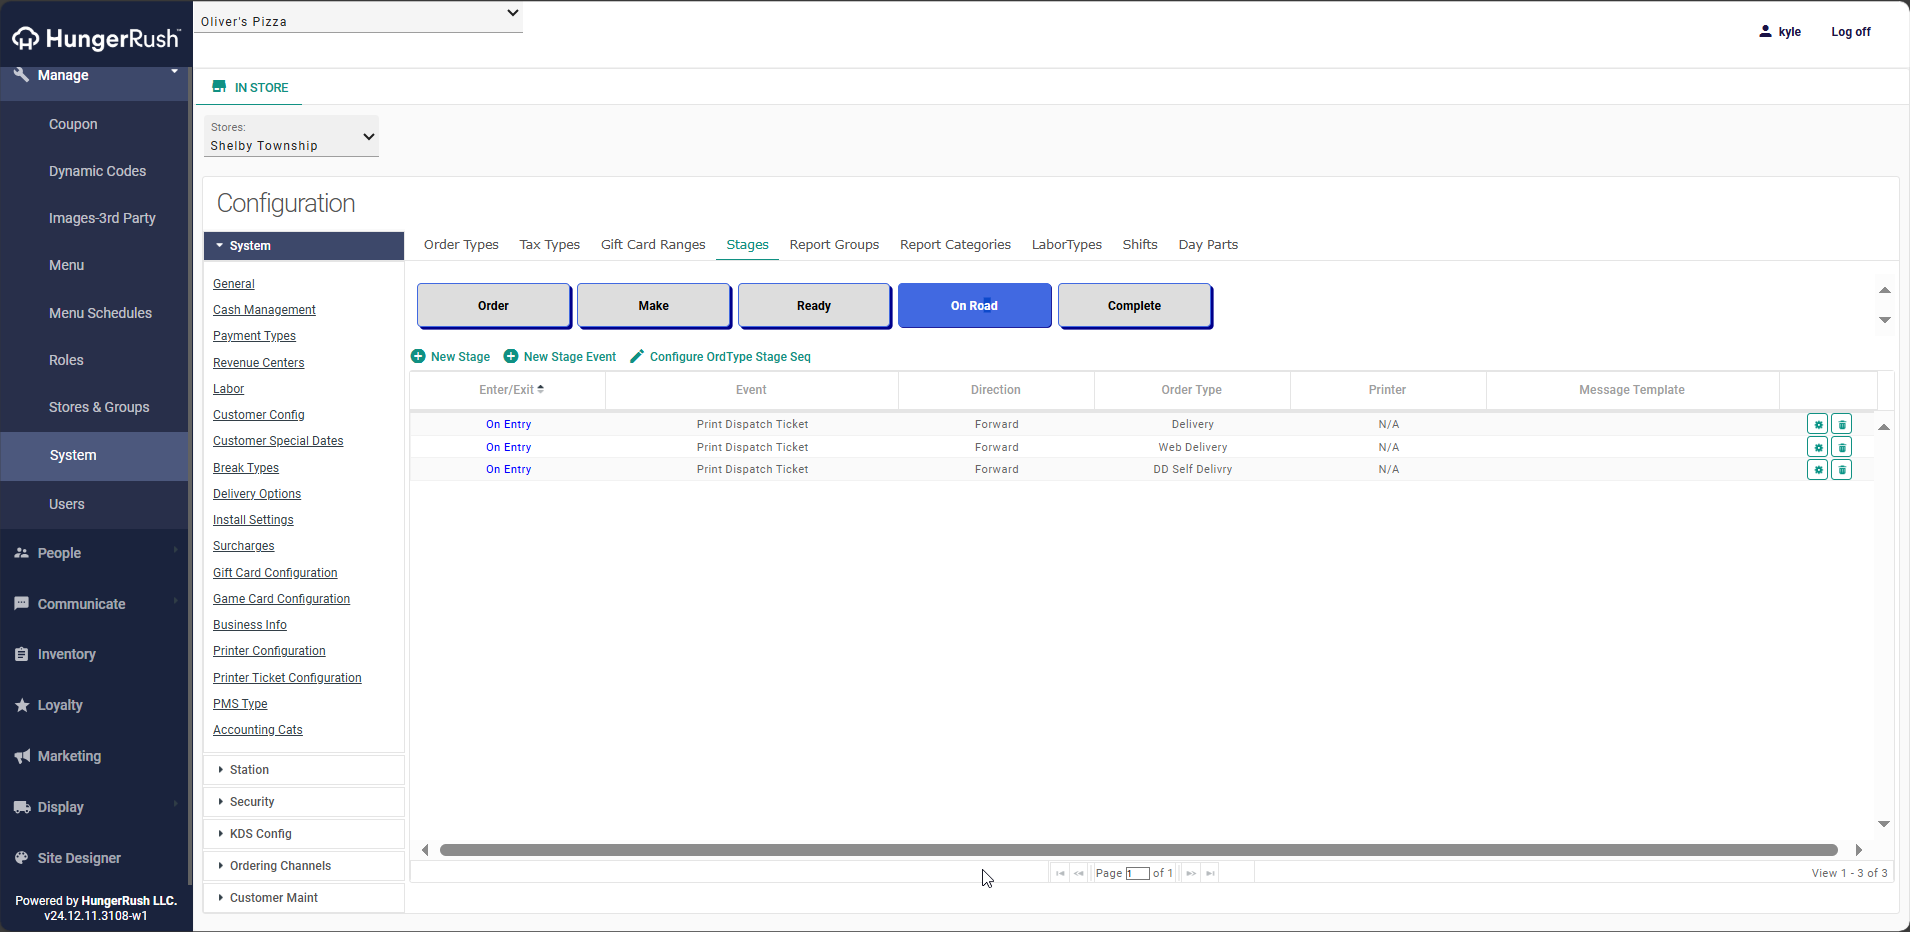 HungerRush
Oliver's Pizza
kyle
Log off
Manage
Coupon
Dynamic Codes
Images-3rd Party
Menu
Menu Schedules
Roles
Stores & Groups
System
Users
People
Communicate
Inventory
Loyalty
Marketing
Display
Site Designer
Powered by HungerRush LLC.
v24.12.11.3108-w1
IN STORE
Stores:
Shelby Township
Configuration
System
General
Cash Management
Payment Types
Revenue Centers
Labor
Customer Config
Customer Special Dates
Break Types
Delivery Options
Install Settings
Surcharges
Gift Card Configuration
Game Card Configuration
Business Info
Printer Configuration
Printer Ticket Configuration
PMS Type
Accounting Cats
Station
Security
KDS Config
Ordering Channels
Customer Maint
Order Types Tax Types Gift Card Ranges Stages Report Groups Report Categories LaborTypes Shifts Day Parts
Order Make Ready On Road Complete
New Stage New Stage Event Configure OrdType Stage Seq
Enter/Exit Event Direction Order Type Printer Message Template
On Entry Print Dispatch Ticket Forward Delivery N/A
On Entry Print Dispatch Ticket Forward Web Delivery N/A
On Entry Print Dispatch Ticket Forward DD Self Delivry N/A
Page 1 of 1
View 1 - 3 of 3